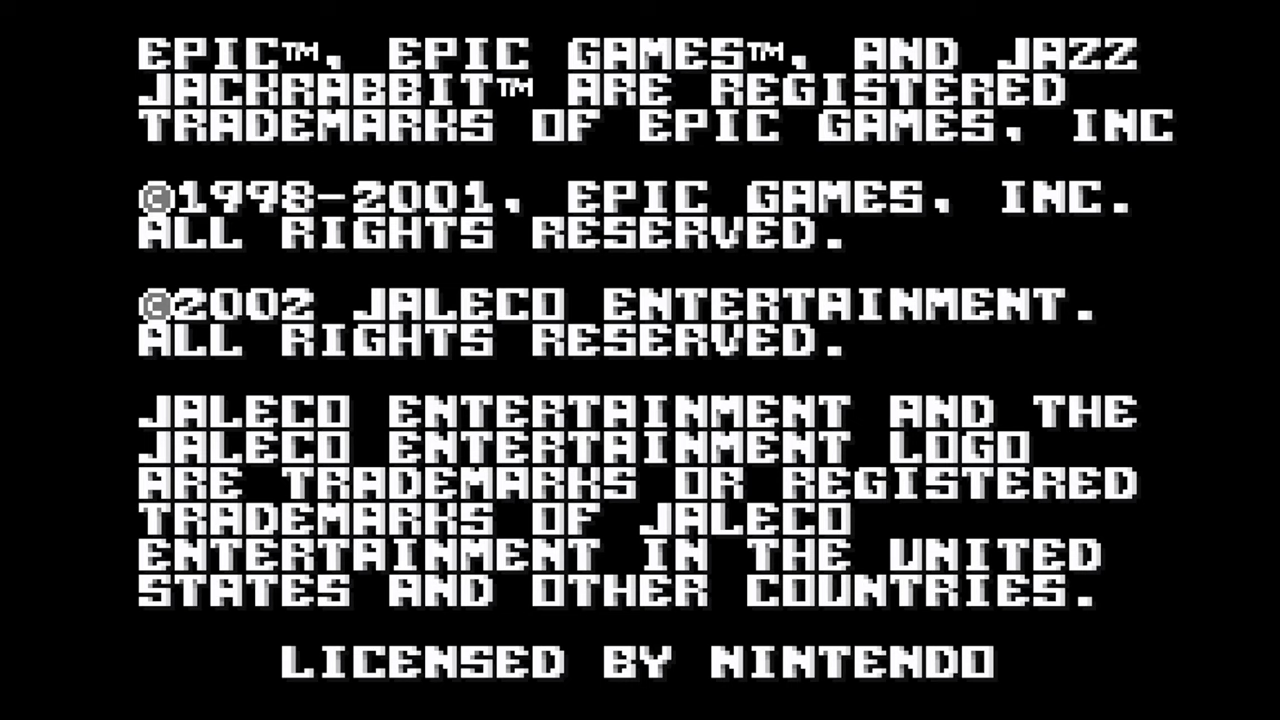 EPIC™, EPIC GAMES™, AND JAZZ
JACKRABBIT™ ARE REGISTERED
TRADEMARKS OF EPIC GAMES, INC
©1998-2001, EPIC GAMES, INC.
ALL RIGHTS RESERVED.
©2002 JALECO ENTERTAINMENT.
ALL RIGHTS RESERVED.
JALECO ENTERTAINMENT AND THE
JALECO ENTERTAINMENT LOGO
ARE TRADEMARKS OR REGISTERED
TRADEMARKS OF JALECO
ENTERTAINMENT IN THE UNITED
STATES AND OTHER COUNTRIES.
LICENSED BY NINTENDO